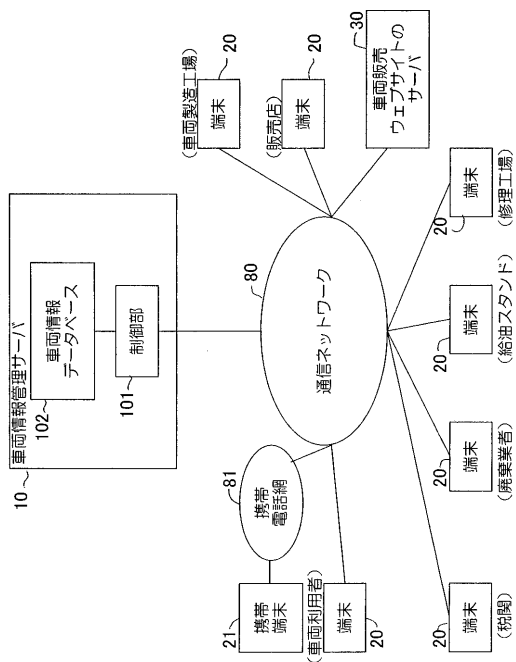 10
車両情報管理サーバ
102
車両情報
データベース
101
制御部
80
通信ネットワーク
81
携帯
電話網
21
携帯
端末
(車両利用者)
20
端末
(車両製造工場)
20
端末
(販売店)
20
端末
30
車両販売
ウェブサイトの
サーバ
(税関)
20
端末
(廃棄業者)
20
端末
(給油スタンド)
20
端末
(修理工場)
20
端末